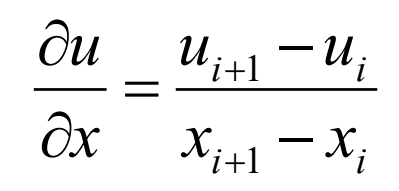 ∂u/∂x = (u_{i+1} − u_i)/(x_{i+1} − x_i)